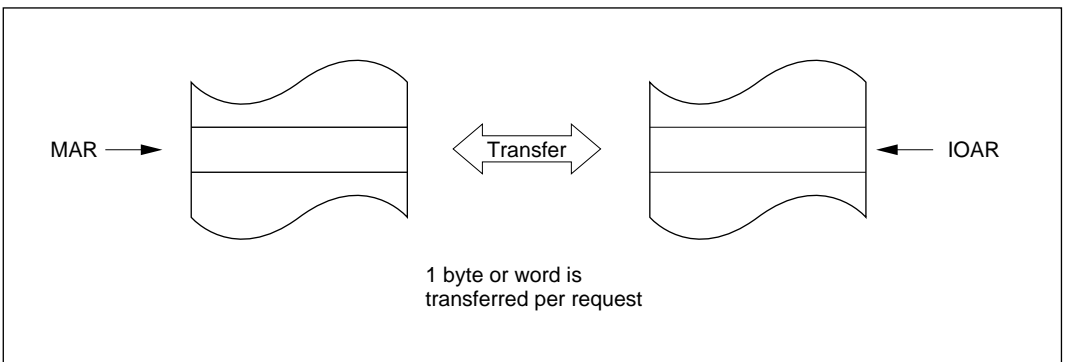 MAR
Transfer
IOAR
1 byte or word is
transferred per request